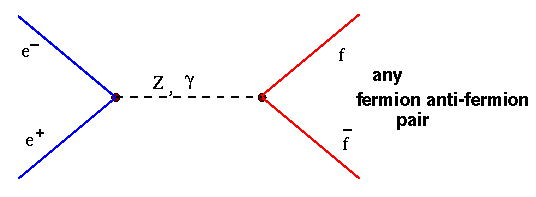 e⁻
e⁺
Z , γ
f
f̄
any
fermion anti-fermion
pair